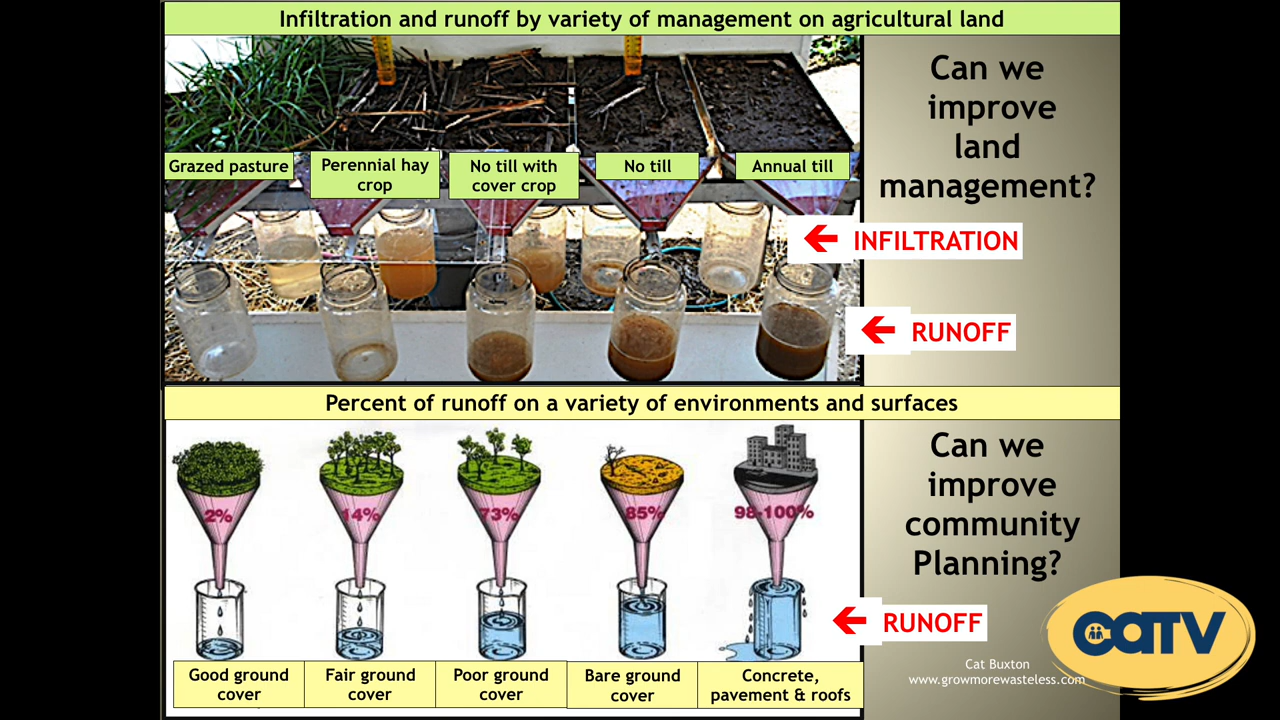 Infiltration and runoff by variety of management on agricultural land
Can we
improve
land
management?
Grazed pasture
Perennial hay
crop
No till with
cover crop
No till
Annual till
INFILTRATION
RUNOFF
Percent of runoff on a variety of environments and surfaces
Can we
improve
community
Planning?
2%
14%
73%
85%
98-100%
RUNOFF
Good ground
cover
Fair ground
cover
Poor ground
cover
Bare ground
cover
Concrete,
pavement & roofs
Cat Buxton
www.growmorewasteless.com
CATV